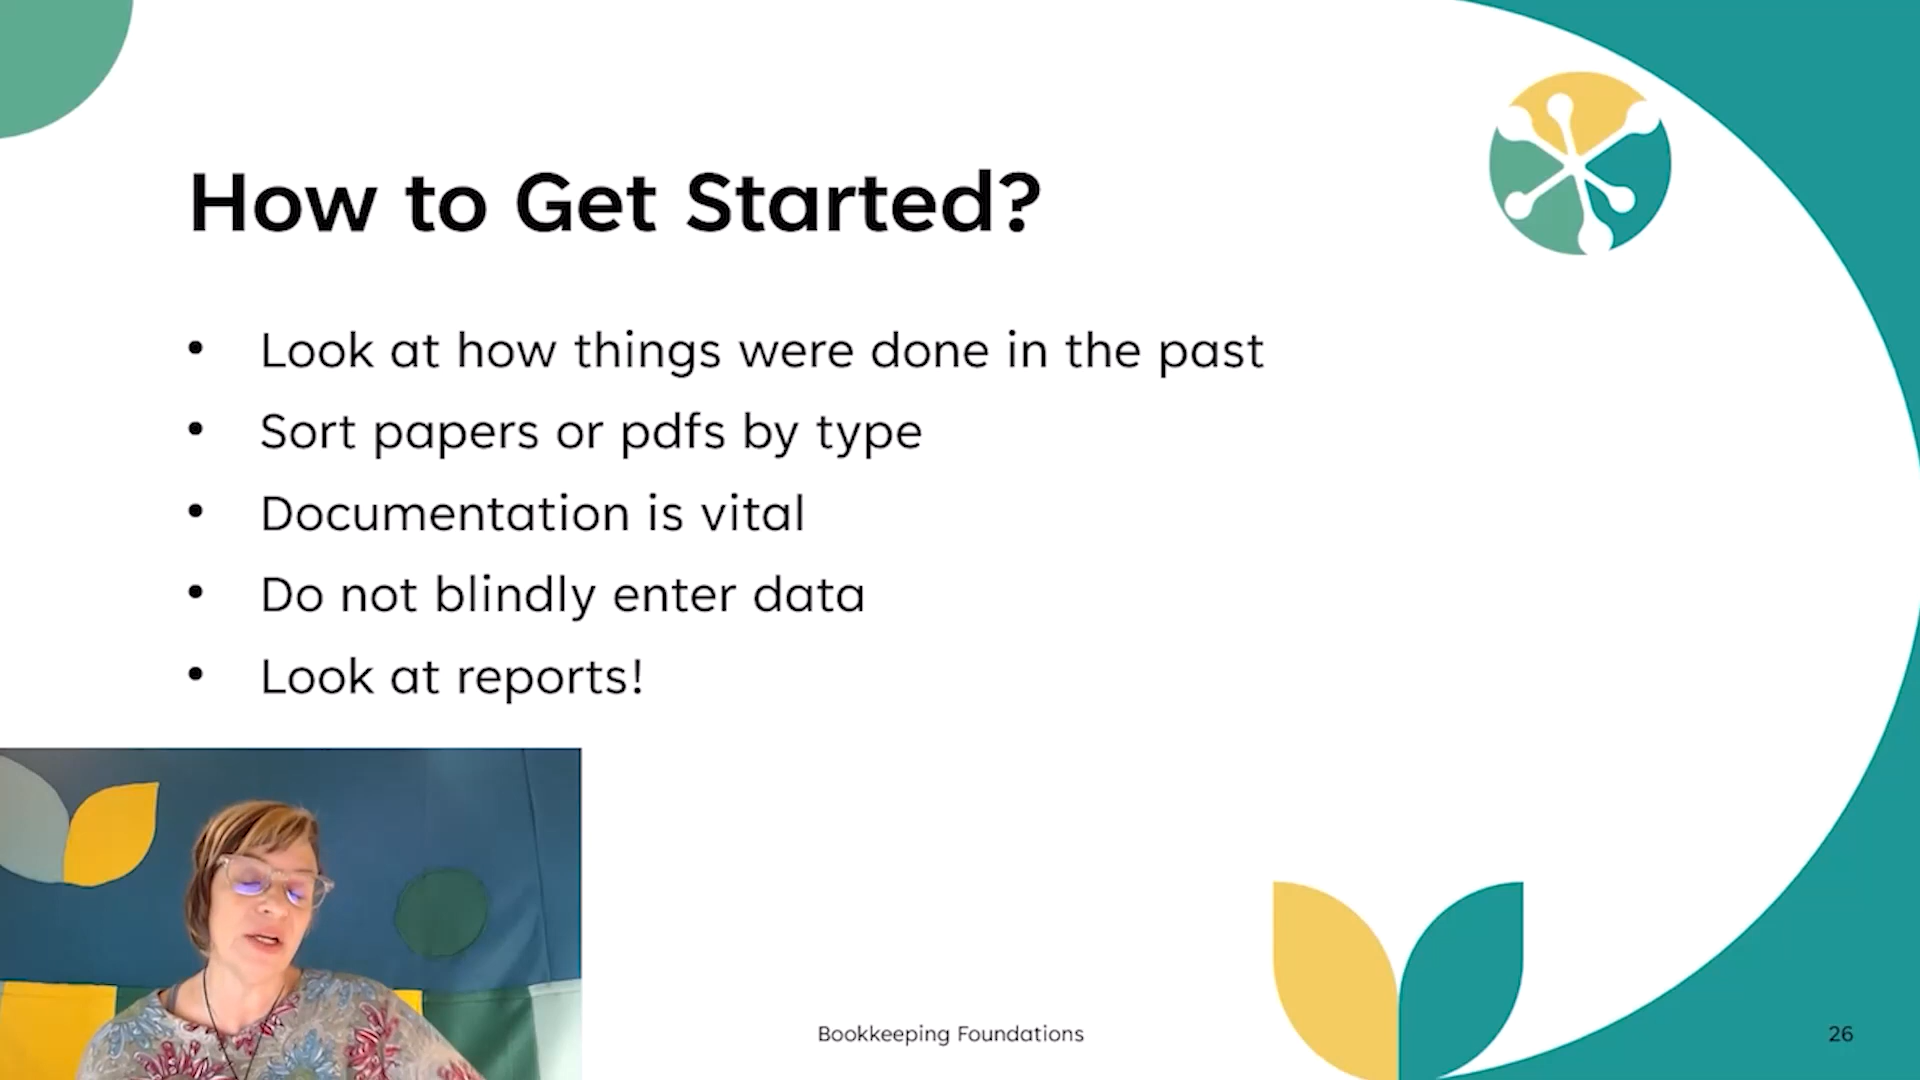 How to Get Started?
• Look at how things were done in the past
• Sort papers or pdfs by type
• Documentation is vital
• Do not blindly enter data
• Look at reports!
Bookkeeping Foundations
26